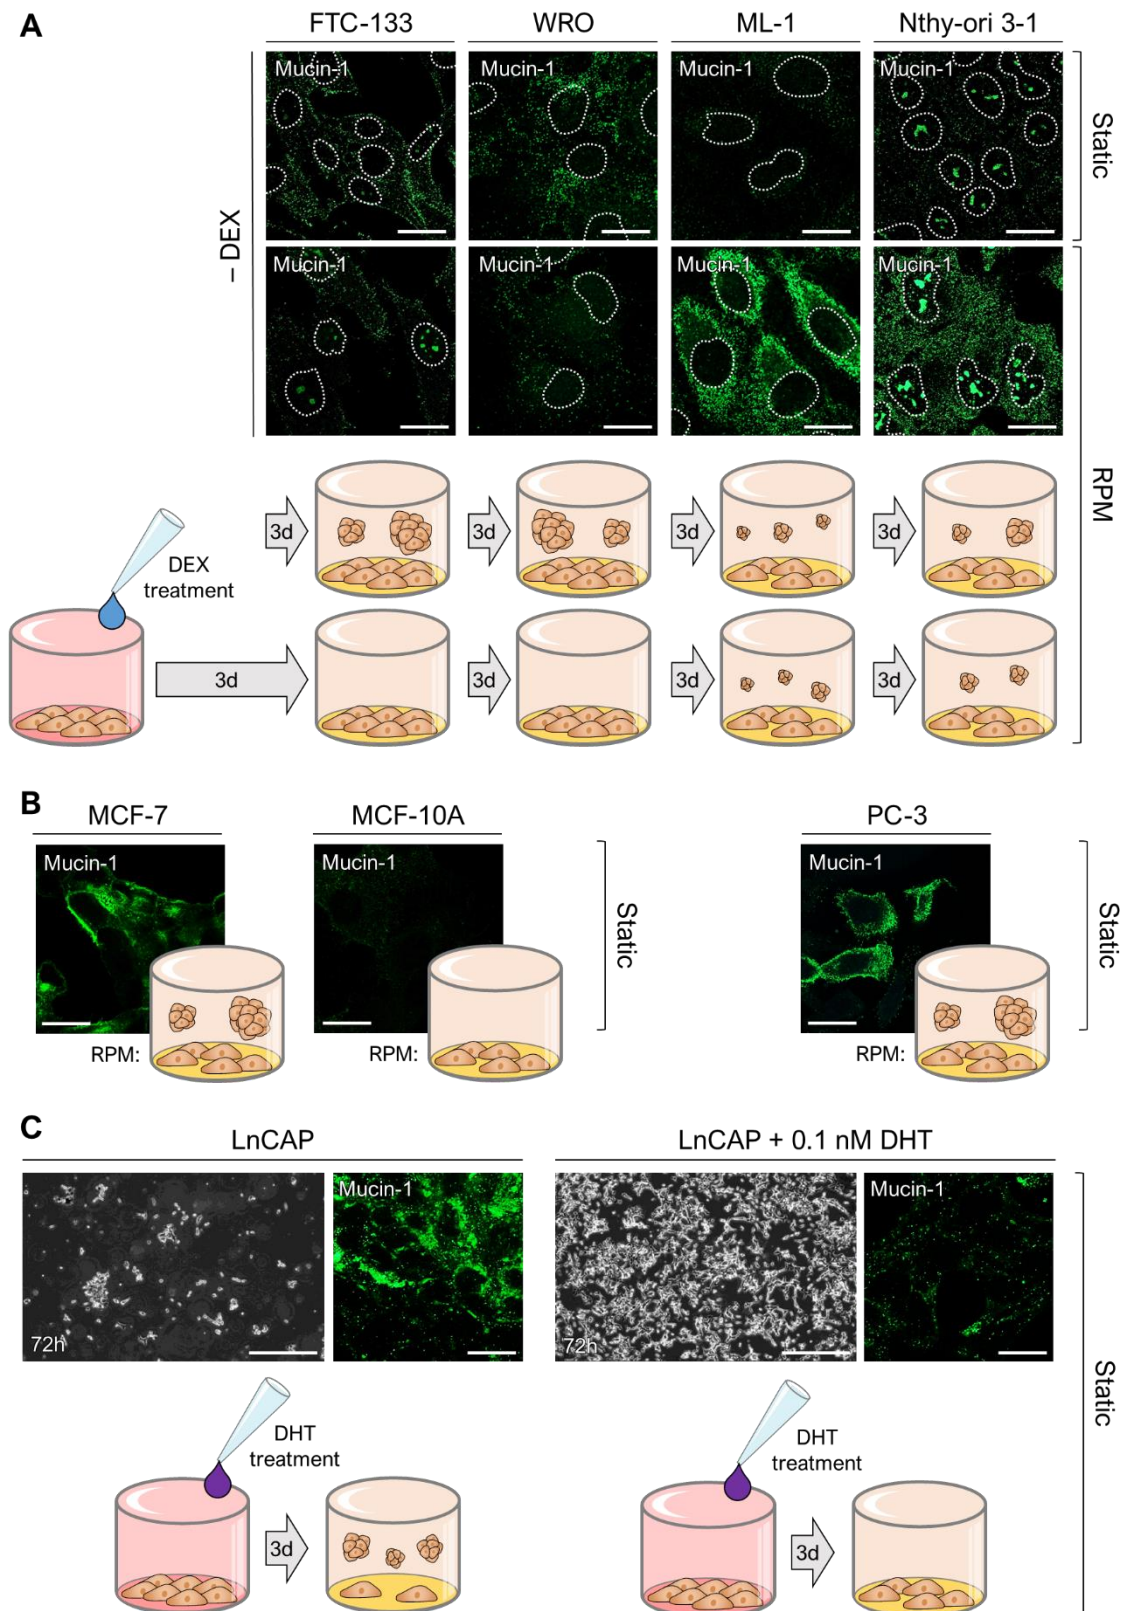 A
FTC-133
WRO
ML-1
Nthy-ori 3-1
Mucin-1
Mucin-1
Mucin-1
Mucin-1
Static
– DEX
Mucin-1
Mucin-1
Mucin-1
Mucin-1
RPM
3d
3d
3d
3d
DEX
treatment
3d
3d
3d
3d
B
MCF-7
MCF-10A
PC-3
Mucin-1
Mucin-1
Mucin-1
Static
Static
RPM:
RPM:
RPM:
C
LnCAP
LnCAP + 0.1 nM DHT
Mucin-1
Mucin-1
72h
72h
Static
DHT
treatment
DHT
treatment
3d
3d